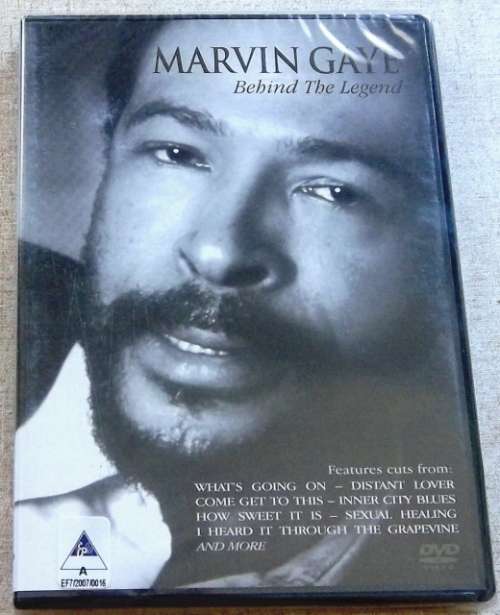 MARVIN GAYE
Behind The Legend
Features cuts from:
WHAT'S GOING ON – DISTANT LOVER
COME GET TO THIS – INNER CITY BLUES
HOW SWEET IT IS – SEXUAL HEALING
I HEARD IT THROUGH THE GRAPEVINE
AND MORE
DVD
VIDEO
A
EF7/2007/0016